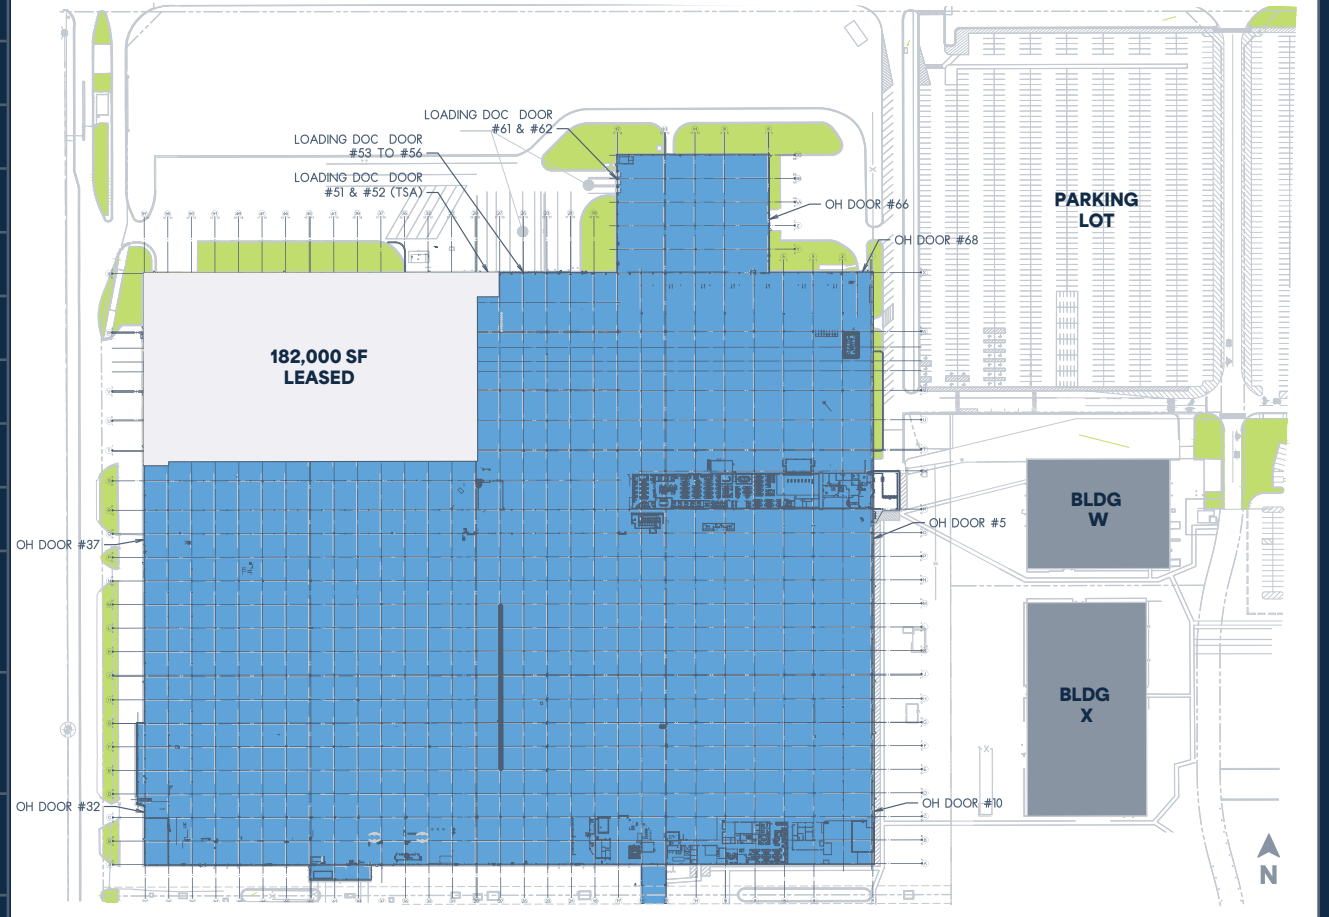 LOADING DOC DOOR
#61 & #62
LOADING DOC DOOR
#53 TO #56
LOADING DOC DOOR
#51 & #52 (TSA)
OH DOOR #66
OH DOOR #68
PARKING
LOT
182,000 SF
LEASED
BLDG
W
OH DOOR #5
OH DOOR #37
BLDG
X
OH DOOR #32
OH DOOR #10
N